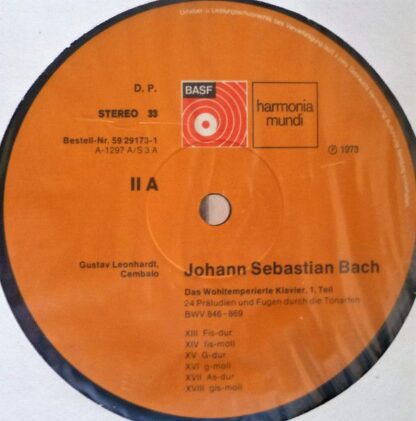 Urheber u Leistungsschutzrechte
D. P.
BASF
harmonia
mundi
STEREO 33
Bestell-Nr. 59 29173-1
A-1297 A/S 3 A
℗ 1973
II A
Gustav Leonhardt,
Cembalo
Johann Sebastian Bach
Das Wohltemperierte Klavier, 1. Teil
24 Präludien und Fugen durch die Tonarten
BWV 846-869
XIII Fis-dur
XIV fis-moll
XV G-dur
XVI g-moll
XVII As-dur
XVIII gis-moll